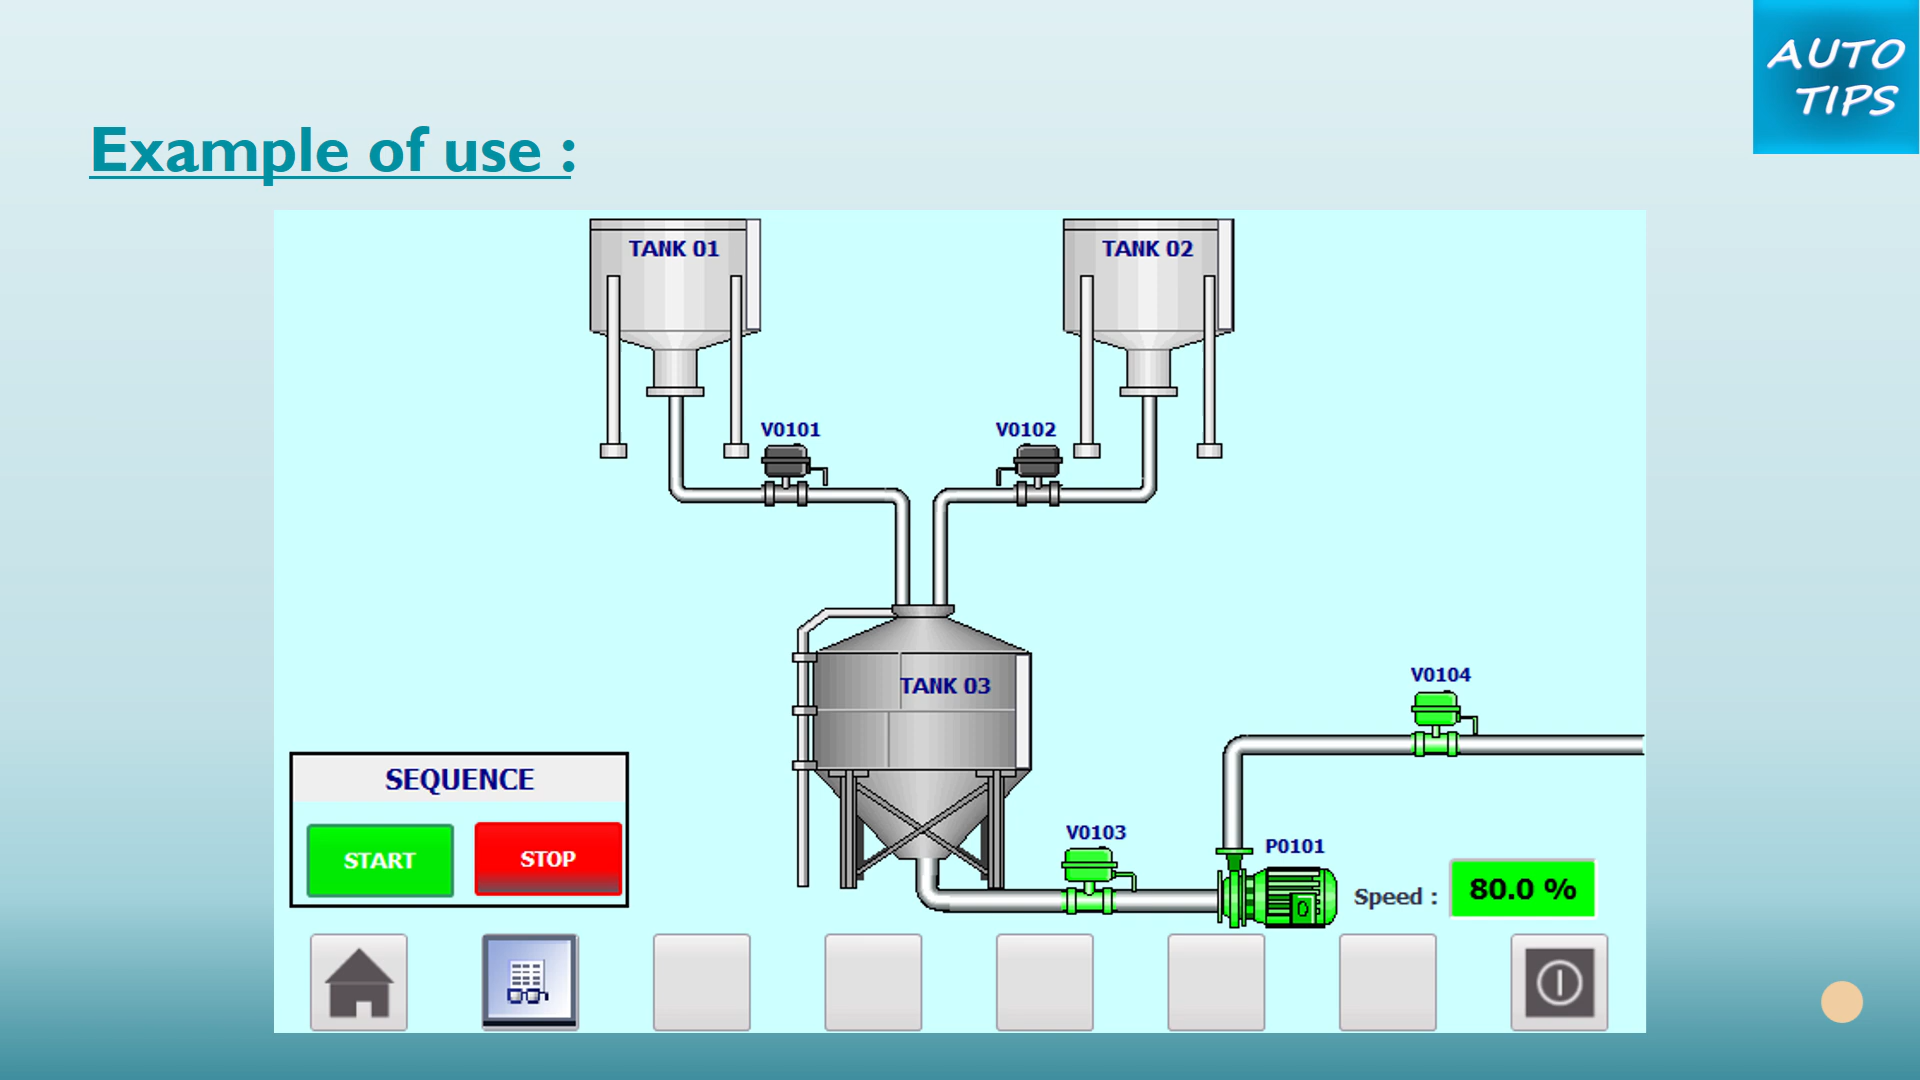 AUTO
TIPS
Example of use :
TANK 01
TANK 02
V0101
V0102
TANK 03
V0104
SEQUENCE
START
STOP
V0103
P0101
Speed :
80.0 %